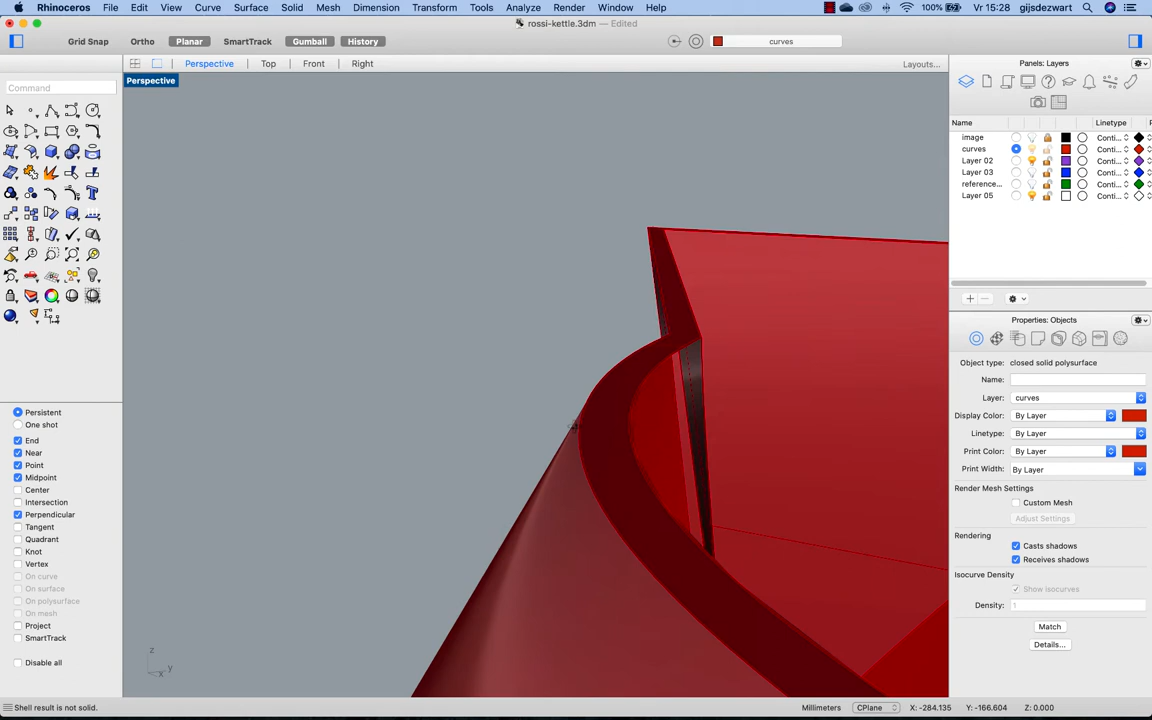 Rhinoceros File Edit View Curve Surface Solid Mesh Dimension Transform Tools Analyze Render Window Help 100% Vr 15:28 gijsdezwart
rossi-kettle.3dm — Edited
Grid Snap Ortho Planar SmartTrack Gumball History curves
Perspective Top Front Right Layouts...
Panels: Layers
Perspective
Command
Name Linetype P
image Conti...
curves Conti...
Layer 02 Conti...
Layer 03 Conti...
reference... Conti...
Layer 05 Conti...
Properties: Objects
Object type: closed solid polysurface
Name:
Layer: curves
Display Color: By Layer
Linetype: By Layer
Print Color: By Layer
Print Width: By Layer
Render Mesh Settings
Custom Mesh
Adjust Settings
Rendering
Casts shadows
Receives shadows
Isocurve Density
Show isocurves
Density: 1
Match
Details...
Persistent
One shot
End
Near
Point
Midpoint
Center
Intersection
Perpendicular
Tangent
Quadrant
Knot
Vertex
On curve
On surface
On polysurface
On mesh
Project
SmartTrack
Disable all
z
y
x
Shell result is not solid. Millimeters CPlane X: -284.135 Y: -166.604 Z: 0.000